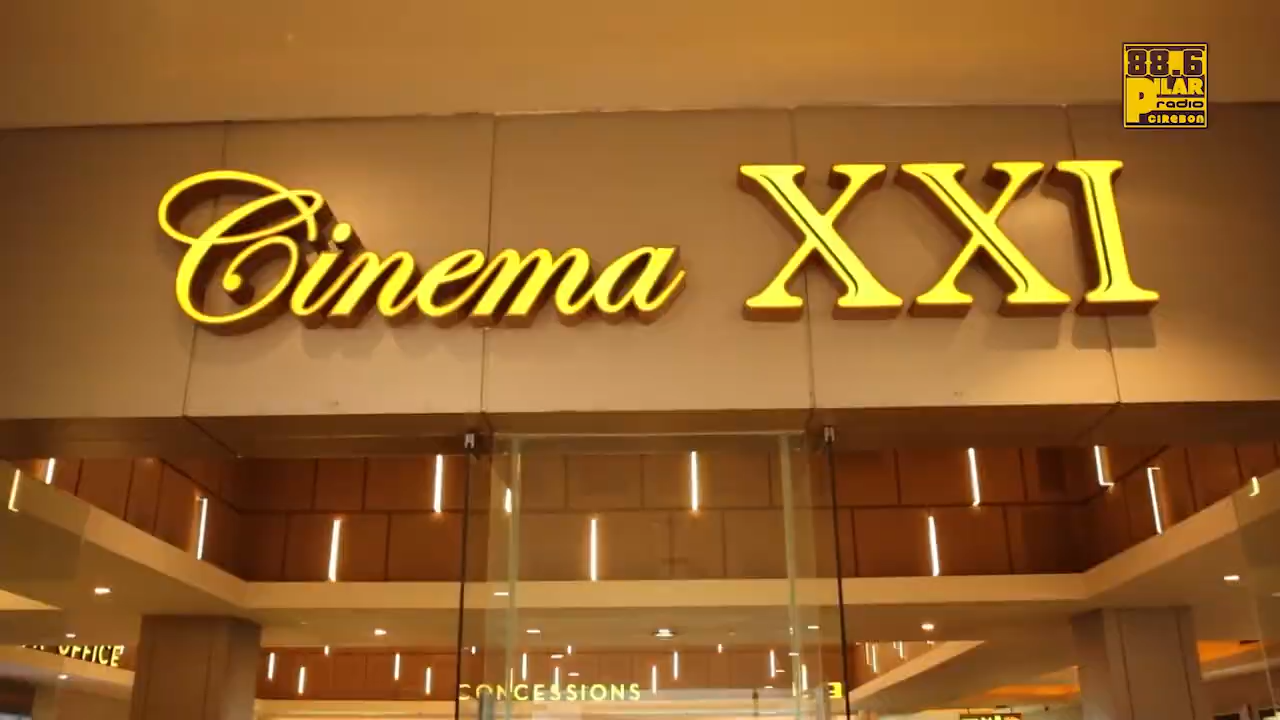 88.6
PILAR
radio
CIREBON
Cinema XXI
OFFICE
CONCESSIONS